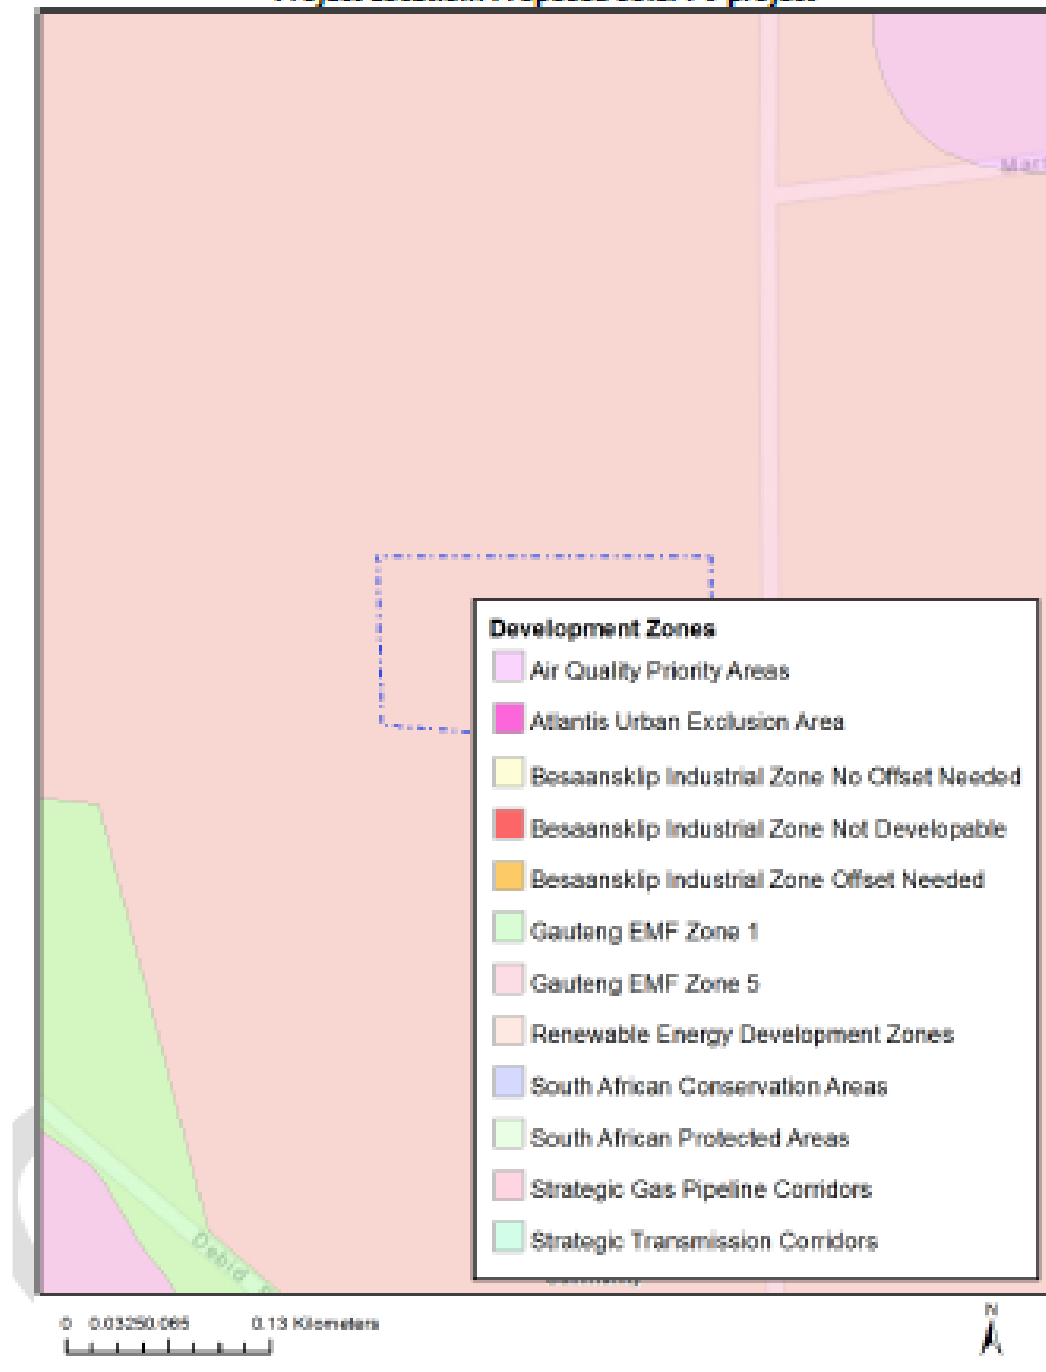 Development Zones
Air Quality Priority Areas
Atlantis Urban Exclusion Area
Besaansklip Industrial Zone No Offset Needed
Besaansklip Industrial Zone Not Developable
Besaansklip Industrial Zone Offset Needed
Gauteng EMF Zone 1
Gauteng EMF Zone 5
Renewable Energy Development Zones
South African Conservation Areas
South African Protected Areas
Strategic Gas Pipeline Corridors
Strategic Transmission Corridors
0 0.03250.065 0.13 Kilometers
N